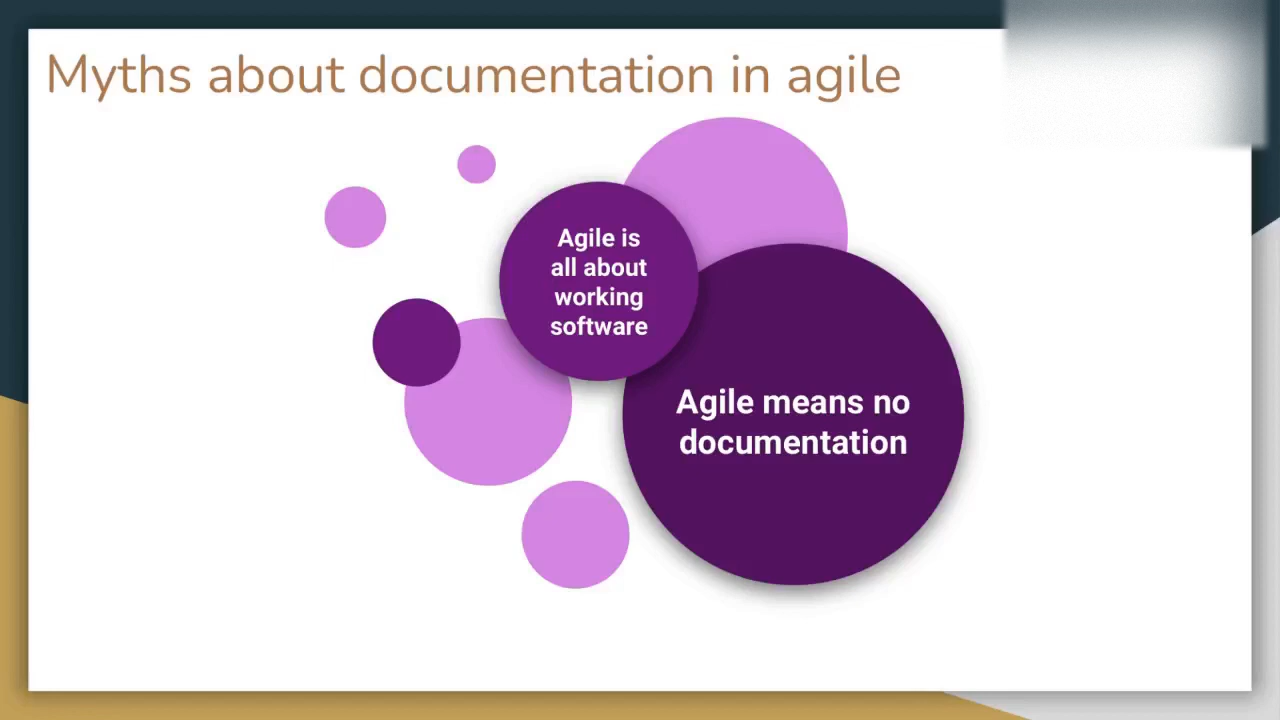 Myths about documentation in agile
Agile is
all about
working
software
Agile means no
documentation